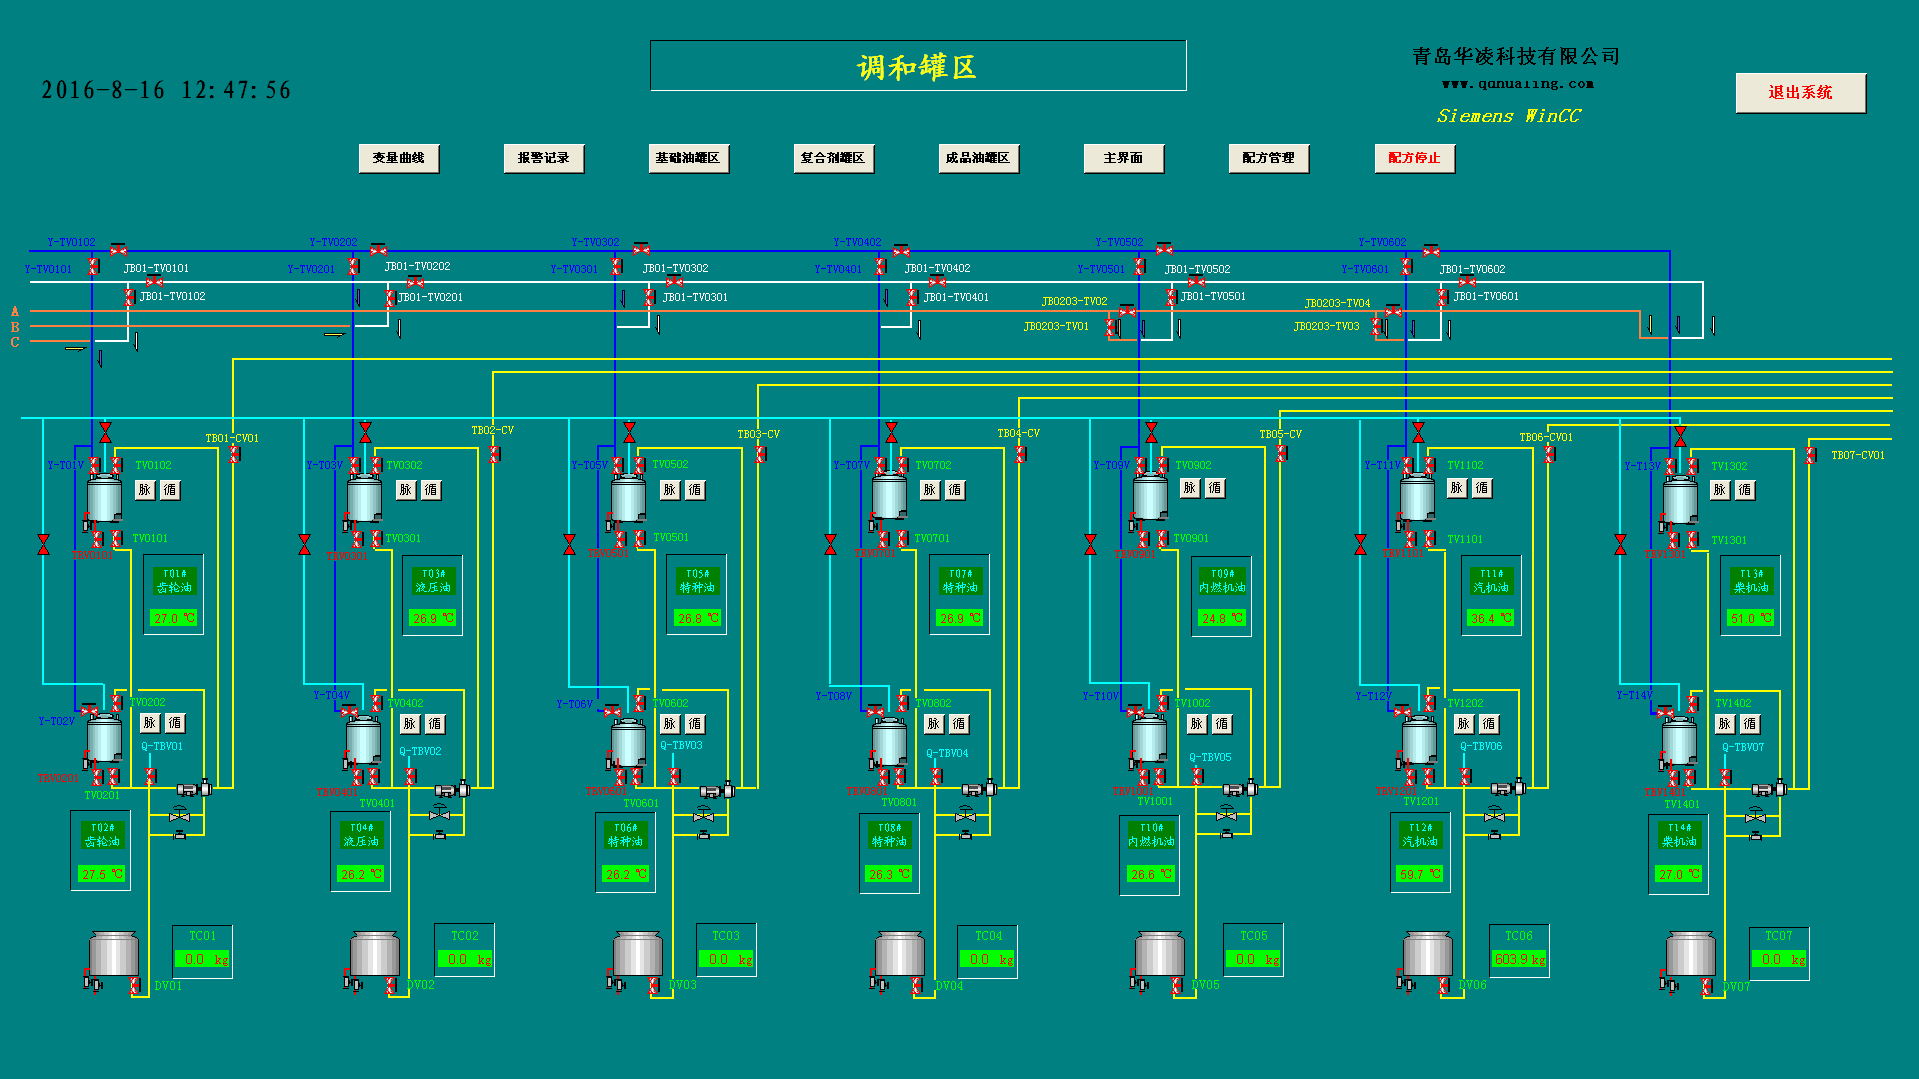 调和罐区
青岛华凌科技有限公司
2016-8-16 12:47:56
Siemens WinCC
退出系统
变量曲线 报警记录 基础油罐区 复合剂罐区 成品油罐区 主界面 配方管理 配方停止
Y-TV0102 Y-TV0202 Y-TV0302 Y-TV0402 Y-TV0502 Y-TV0602
Y-TV0101 JB01-TV0101 Y-TV0201 JB01-TV0202 Y-TV0301 JB01-TV0302 Y-TV0401 JB01-TV0402 Y-TV0501 JB01-TV0502 Y-TV0601 JB01-TV0602
JB01-TV0102 JB01-TV0201 JB01-TV0301 JB01-TV0401 JB01-TV0501 JB01-TV0601
JB0203-TV02 JB0203-TV04
A
B JB0203-TV01 JB0203-TV03
C
TB01-CV01 TB02-CV TB03-CV TB04-CV TB05-CV TB06-CV01 TB07-CV01
Y-T01V TV0102 Y-T03V TV0302 Y-T05V TV0502 Y-T07V TV0702 Y-T09V TV0902 Y-T11V TV1102 Y-T13V TV1302
脉 循 脉 循 脉 循 脉 循 脉 循 脉 循 脉 循
TV0101 TV0301 TV0501 TV0701 TV0901 TV1101 TV1301
T01# T03# T05# T07# T09# T11# T13#
齿轮油 液压油 特种油 特种油 内燃机油 汽机油 柴机油
27.0 ℃ 26.9 ℃ 26.8 ℃ 26.9 ℃ 24.8 ℃ 36.4 ℃ 51.0 ℃
Y-T02V TV0202 Y-T04V TV0402 Y-T06V TV0602 Y-T08V TV0802 Y-T10V TV1002 Y-T12V TV1202 Y-T14V TV1402
脉 循 脉 循 脉 循 脉 循 脉 循 脉 循 脉 循
Q-TBV01 Q-TBV02 Q-TBV03 Q-TBV04 Q-TBV05 Q-TBV06 Q-TBV07
TV0201 TV0401 TV0601 TV0801 TV1001 TV1201 TV1401
T02# T04# T06# T08# T10# T12# T14#
齿轮油 液压油 特种油 特种油 内燃机油 汽机油 柴机油
27.5 ℃ 26.2 ℃ 26.2 ℃ 26.3 ℃ 26.6 ℃ 59.7 ℃ 27.0 ℃
TC01 TC02 TC03 TC04 TC05 TC06 TC07
0.0 kg 0.0 kg 0.0 kg 0.0 kg 0.0 kg 603.9 kg 0.0 kg
DV01 DV02 DV03 DV04 DV05 DV06 DV07